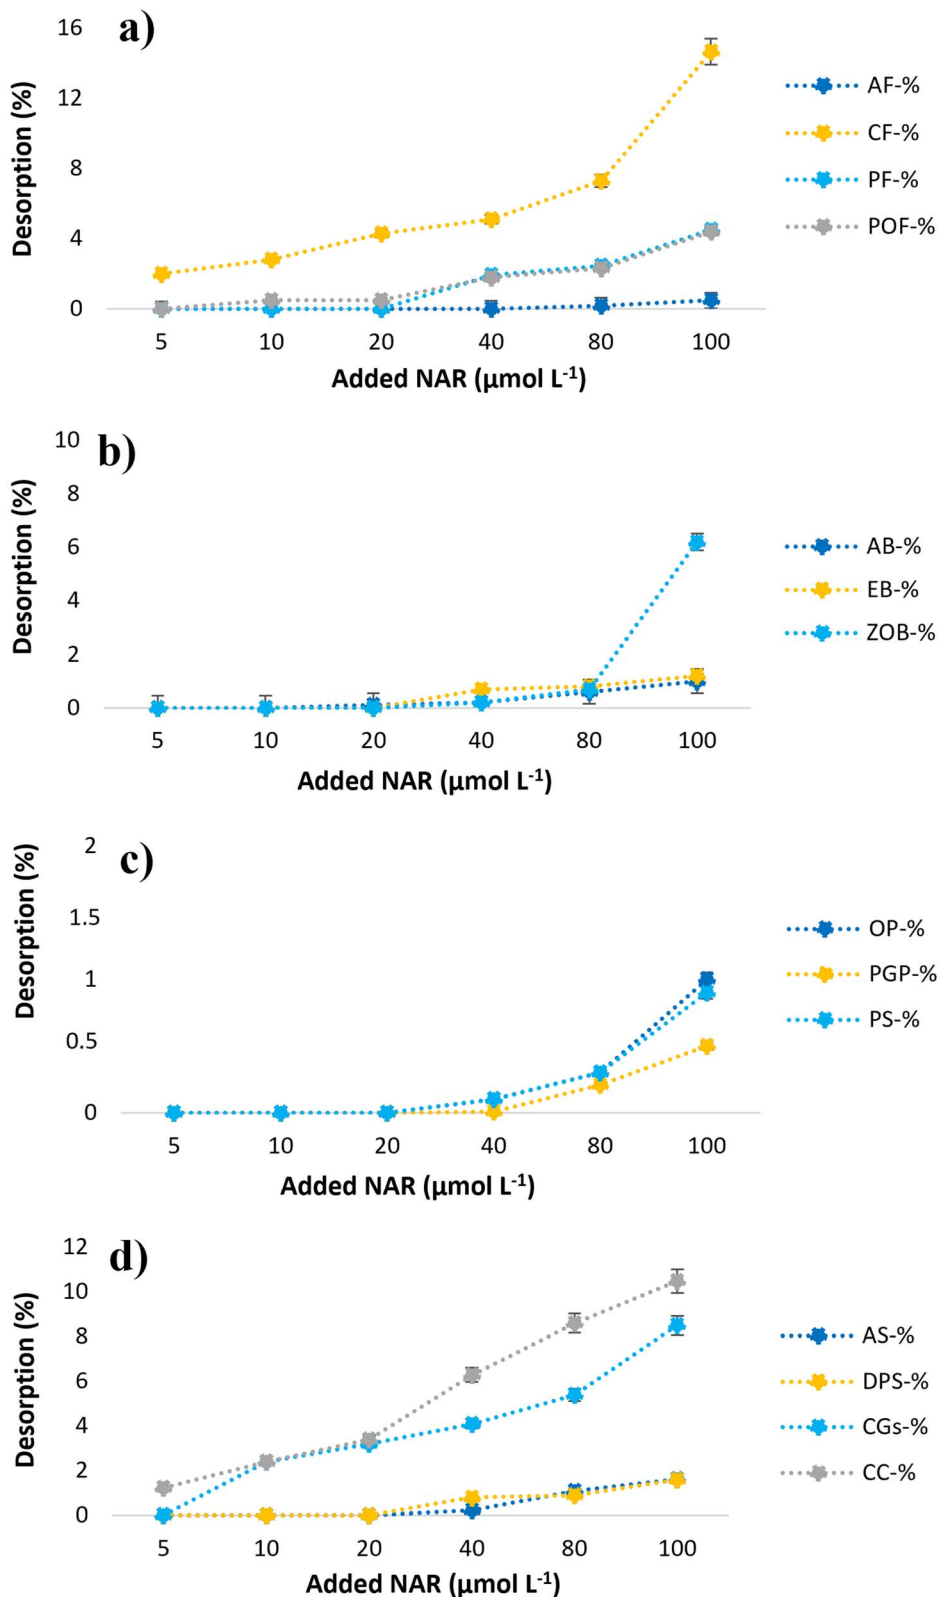 a)
Desorption (%)
16
12
8
4
0
5 10 20 40 80 100
Added NAR (µmol L⁻¹)
AF-%
CF-%
PF-%
POF-%
b)
Desorption (%)
10
8
6
4
2
0
5 10 20 40 80 100
Added NAR (µmol L⁻¹)
AB-%
EB-%
ZOB-%
c)
Desorption (%)
2
1.5
1
0.5
0
5 10 20 40 80 100
Added NAR (µmol L⁻¹)
OP-%
PGP-%
PS-%
d)
Desorption (%)
12
10
8
6
4
2
0
5 10 20 40 80 100
Added NAR (µmol L⁻¹)
AS-%
DPS-%
CGs-%
CC-%